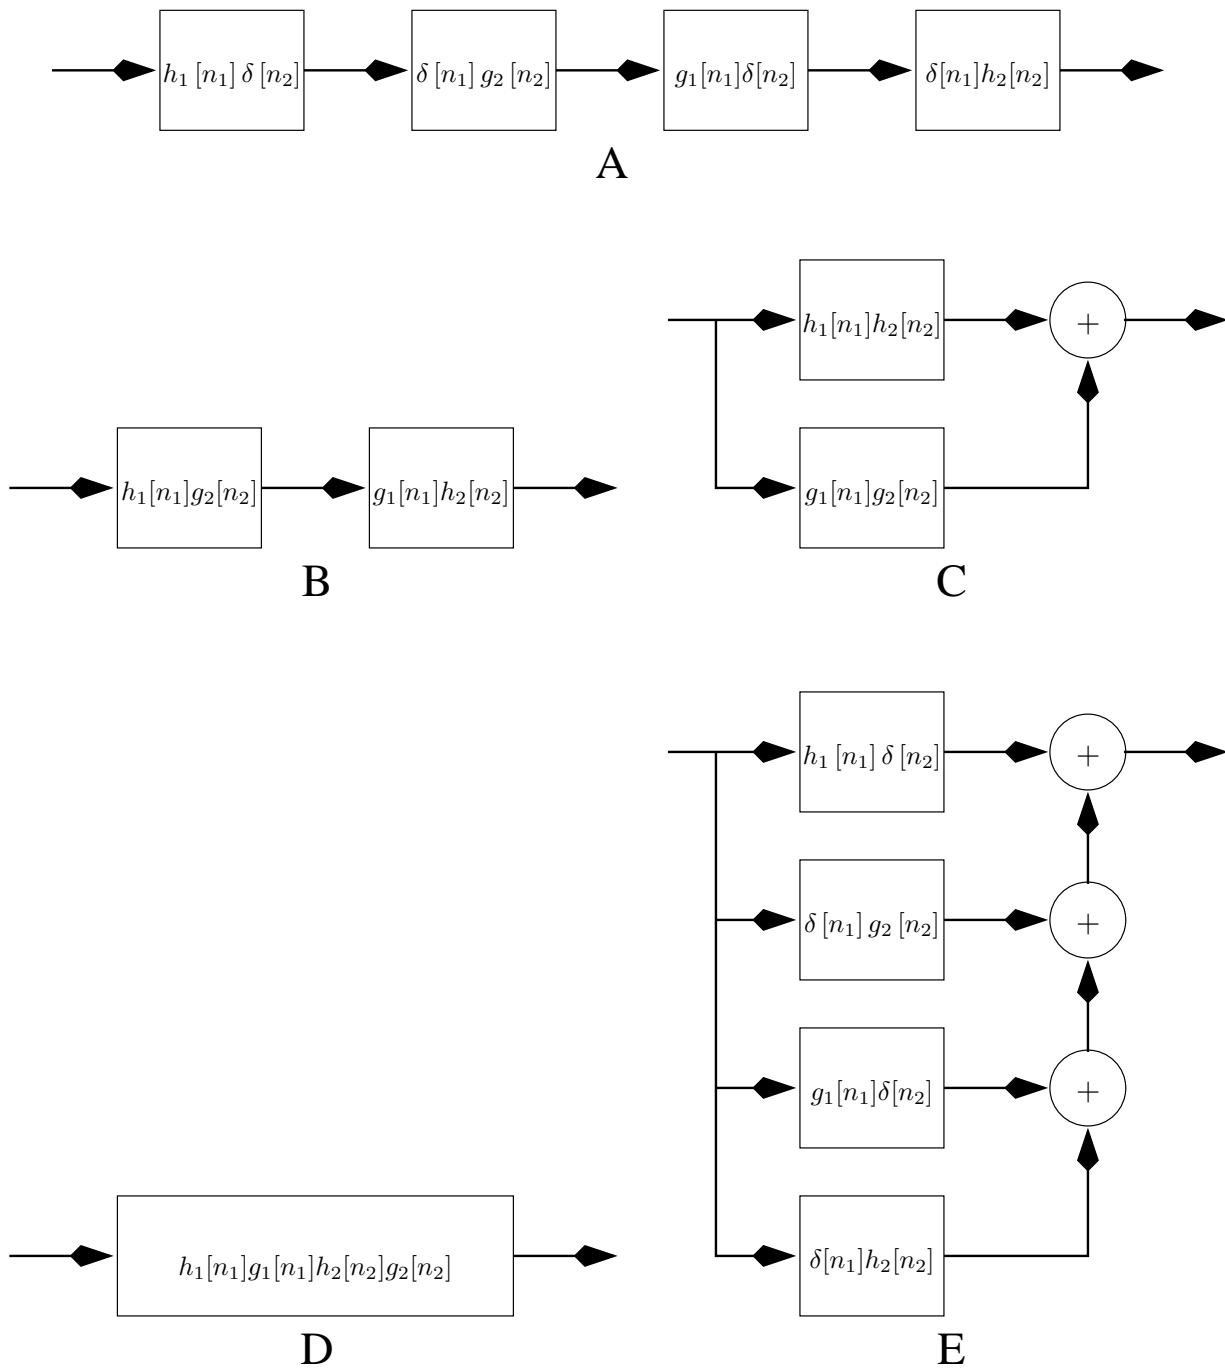 h₁ [n₁] δ [n₂] δ [n₁] g₂ [n₂] g₁[n₁]δ[n₂] δ[n₁]h₂[n₂]
A
h₁[n₁]h₂[n₂] +
h₁[n₁]g₂[n₂] g₁[n₁]h₂[n₂] g₁[n₁]g₂[n₂]
B C
h₁ [n₁] δ [n₂] +
δ [n₁] g₂ [n₂] +
g₁[n₁]δ[n₂] +
h₁[n₁]g₁[n₁]h₂[n₂]g₂[n₂] δ[n₁]h₂[n₂]
D E